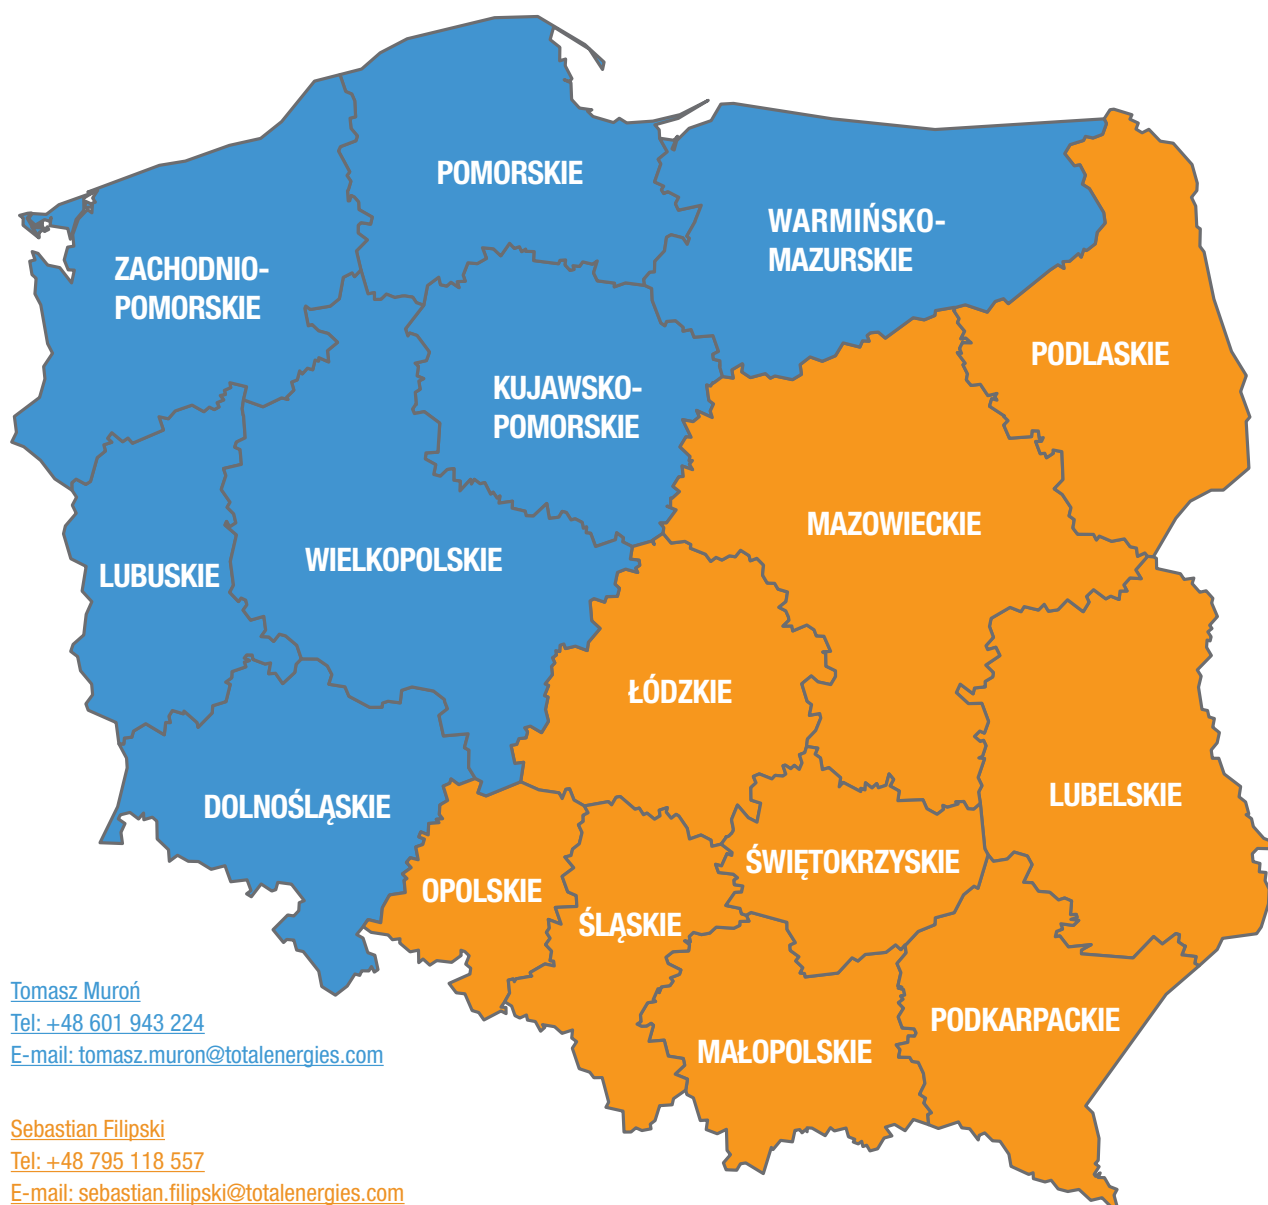 POMORSKIE
WARMIŃSKO-
MAZURSKIE
ZACHODNIO-
POMORSKIE
PODLASKIE
KUJAWSKO-
POMORSKIE
MAZOWIECKIE
WIELKOPOLSKIE
LUBUSKIE
ŁÓDZKIE
LUBELSKIE
DOLNOŚLĄSKIE
ŚWIĘTOKRZYSKIE
OPOLSKIE
ŚLĄSKIE
PODKARPACKIE
MAŁOPOLSKIE
Tomasz Muroń
Tel: +48 601 943 224
E-mail: tomasz.muron@totalenergies.com
Sebastian Filipski
Tel: +48 795 118 557
E-mail: sebastian.filipski@totalenergies.com